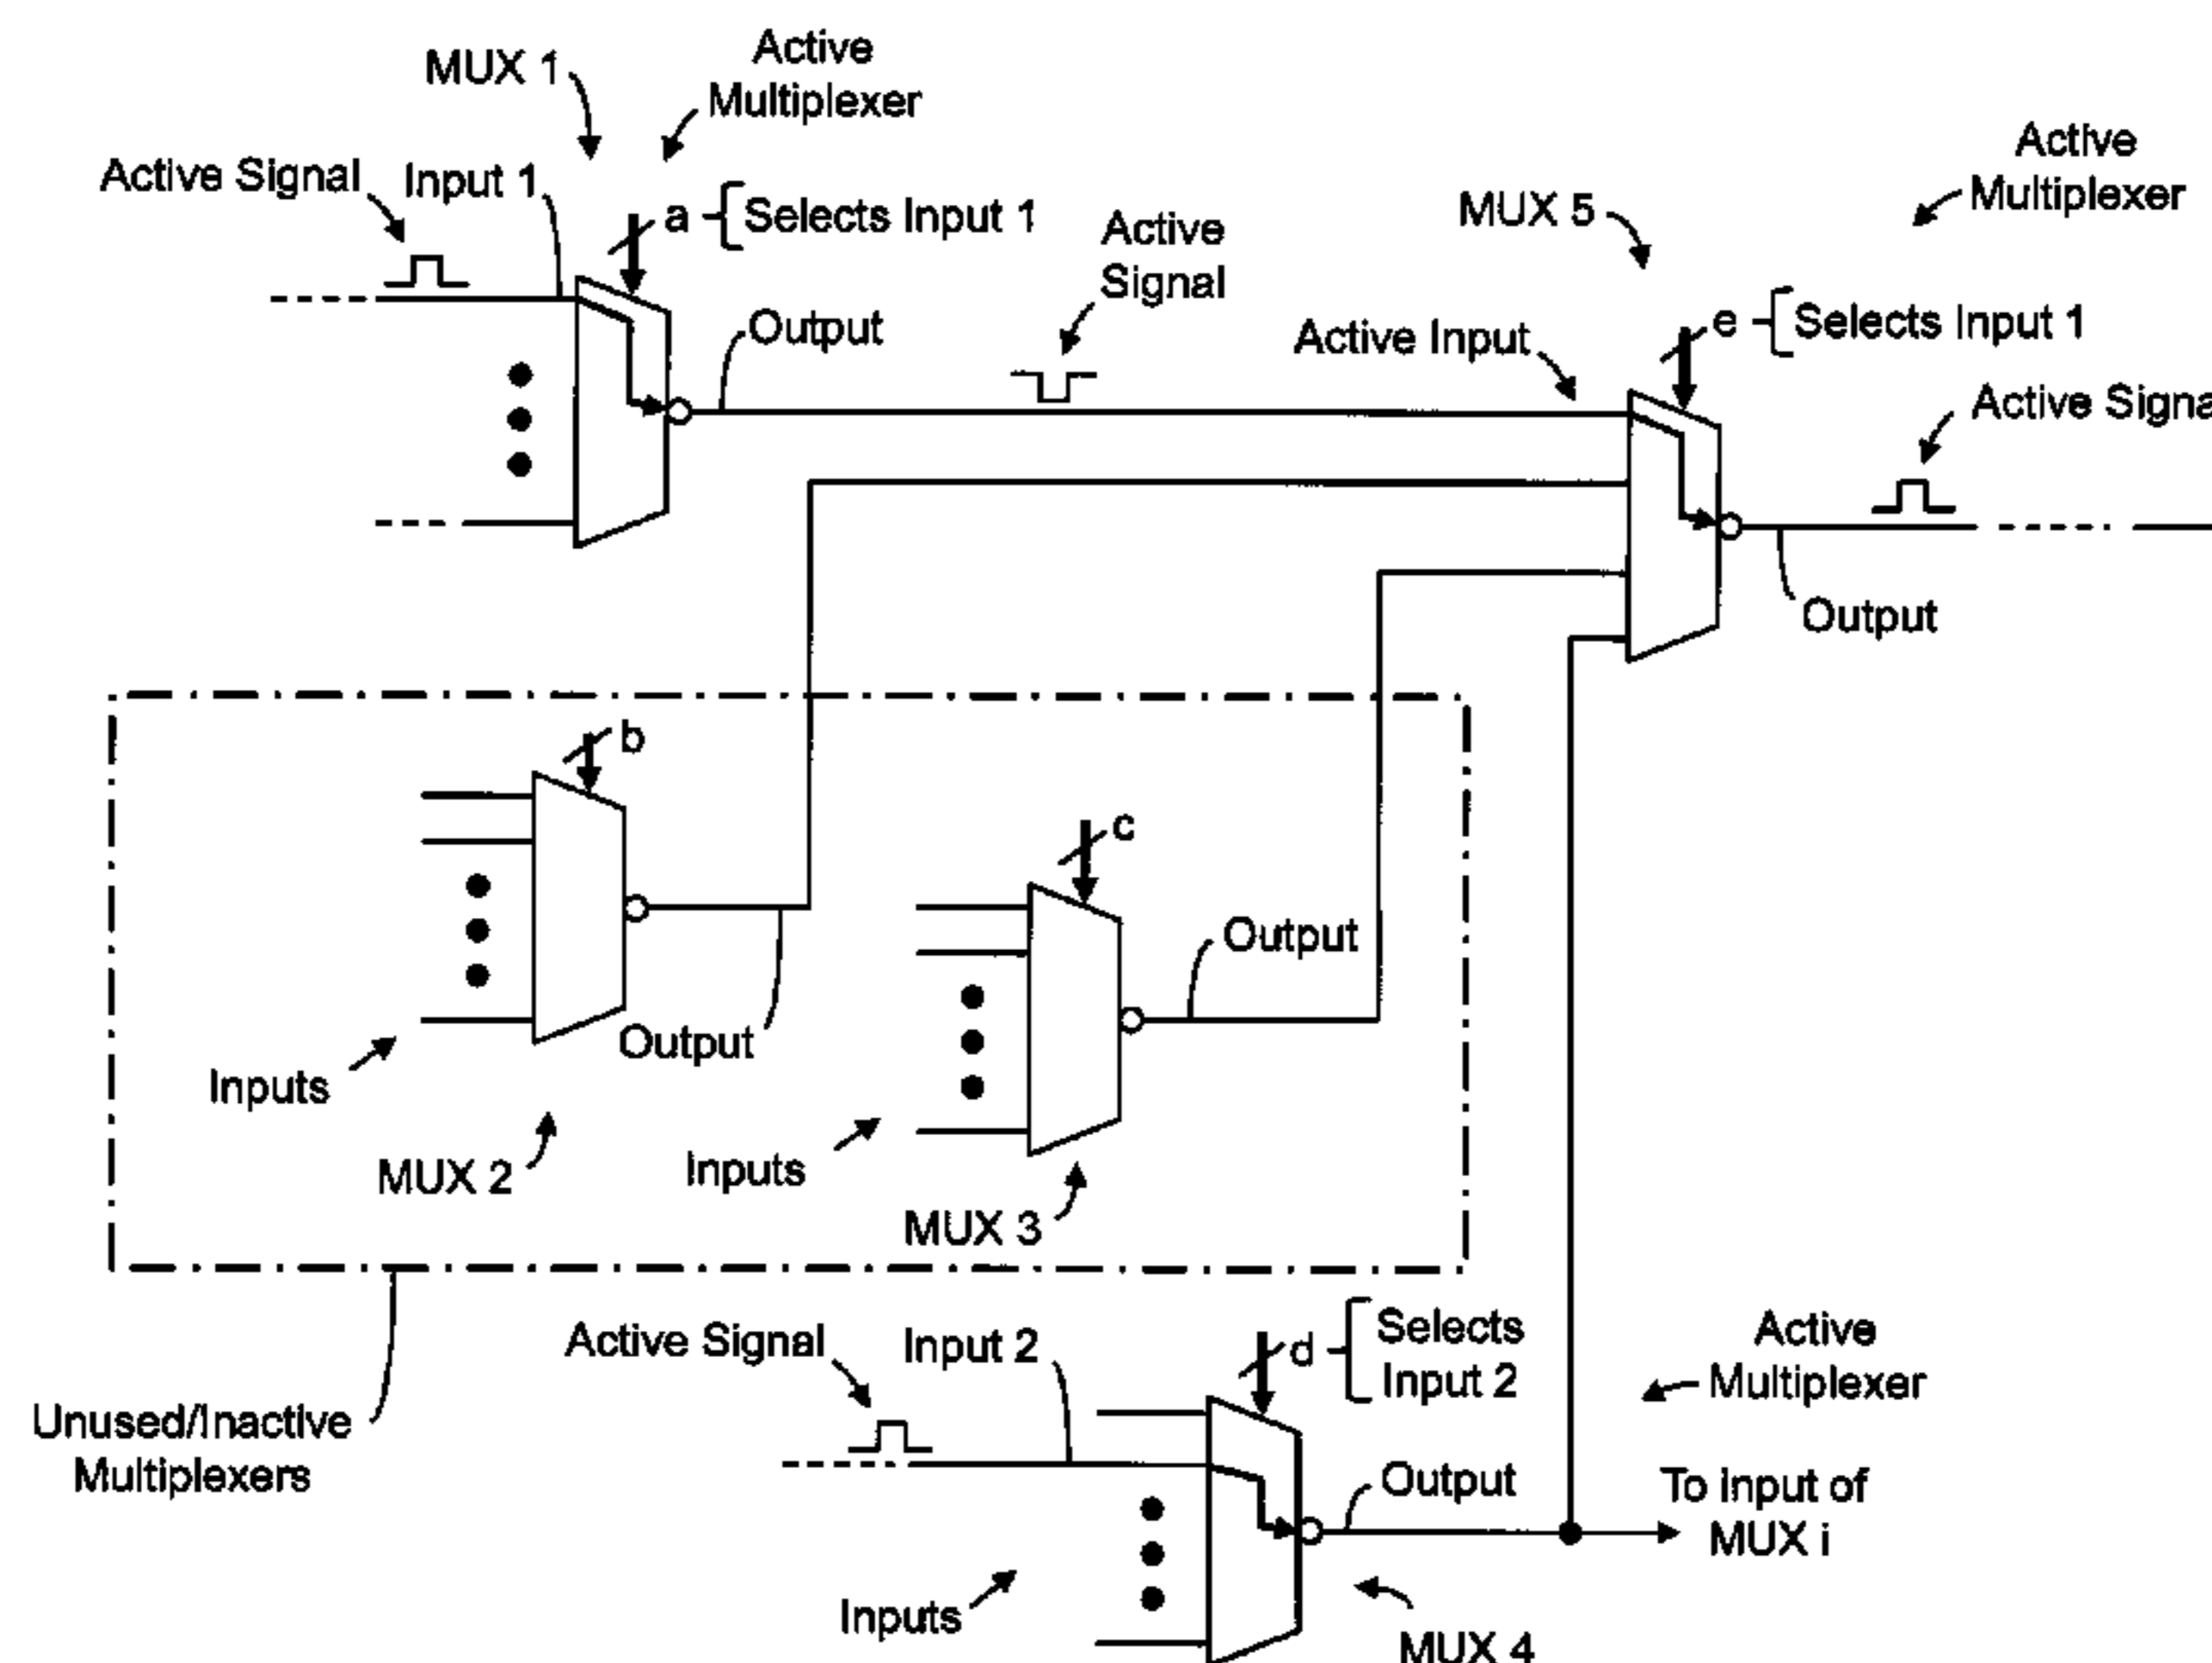 MUX 1
Active
Multiplexer
Active Signal
Input 1
a
Selects Input 1
Output
Active
Signal
MUX 5
Active
Multiplexer
Active Input
e
Selects Input 1
Active Signa
Output
b
c
Output
Output
Inputs
MUX 2
Inputs
MUX 3
Unused/Inactive
Multiplexers
Active Signal
Input 2
d
Selects
Input 2
Active
Multiplexer
Output
To Input of
MUX i
Inputs
MUX 4